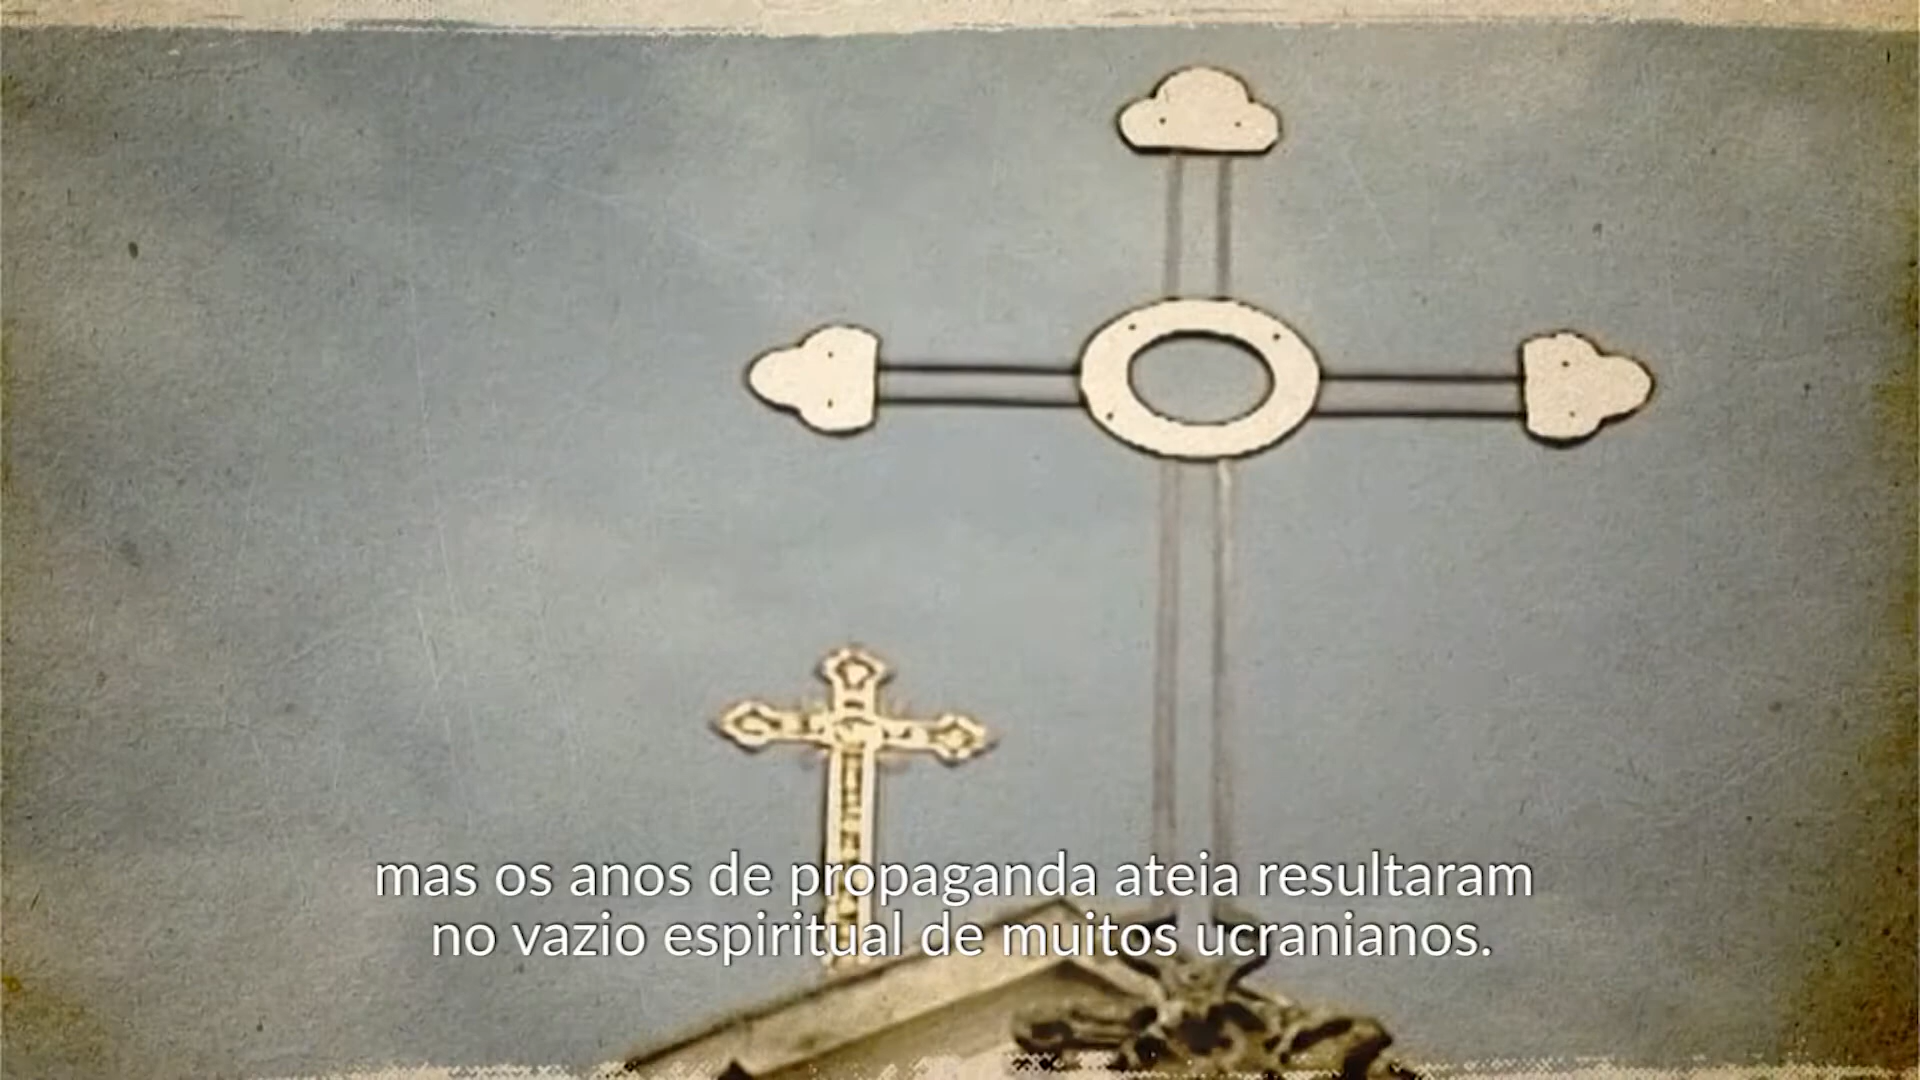 mas os anos de propaganda ateia resultaram
no vazio espiritual de muitos ucranianos.